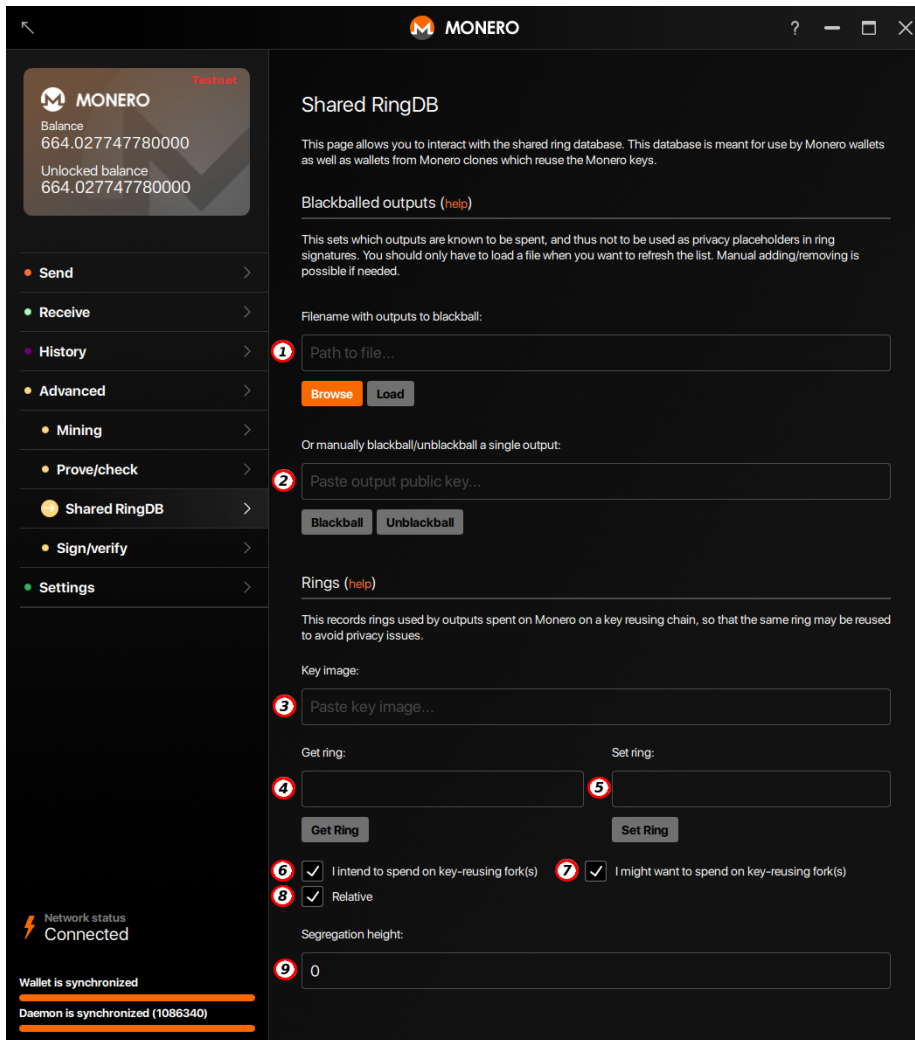 MONERO
?
Testnet
MONERO
Balance
664.027747780000
Unlocked balance
664.027747780000
Send
Receive
History
Advanced
Mining
Prove/check
Shared RingDB
Sign/verify
Settings
Network status
Connected
Wallet is synchronized
Daemon is synchronized (1086340)
Shared RingDB
This page allows you to interact with the shared ring database. This database is meant for use by Monero wallets
as well as wallets from Monero clones which reuse the Monero keys.
Blackballed outputs (help)
This sets which outputs are known to be spent, and thus not to be used as privacy placeholders in ring
signatures. You should only have to load a file when you want to refresh the list. Manual adding/removing is
possible if needed.
Filename with outputs to blackball:
1 Path to file...
Browse Load
Or manually blackball/unblackball a single output:
2 Paste output public key...
Blackball Unblackball
Rings (help)
This records rings used by outputs spent on Monero on a key reusing chain, so that the same ring may be reused
to avoid privacy issues.
Key image:
3 Paste key image...
Get ring: Set ring:
4 5
Get Ring Set Ring
6 I intend to spend on key-reusing fork(s) 7 I might want to spend on key-reusing fork(s)
8 Relative
Segregation height:
9 0